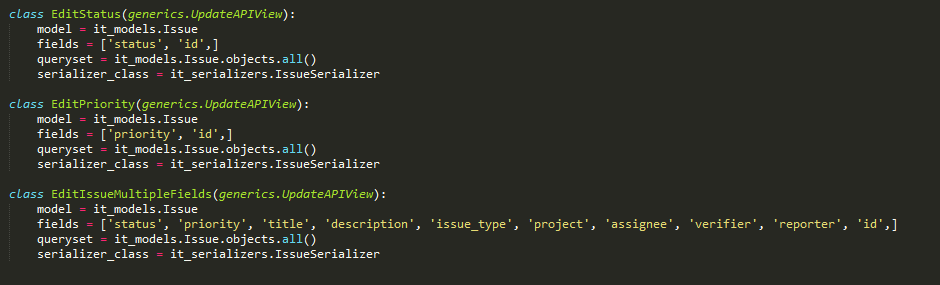 class EditStatus(generics.UpdateAPIView):
    model = it_models.Issue
    fields = ['status', 'id',]
    queryset = it_models.Issue.objects.all()
    serializer_class = it_serializers.IssueSerializer

class EditPriority(generics.UpdateAPIView):
    model = it_models.Issue
    fields = ['priority', 'id',]
    queryset = it_models.Issue.objects.all()
    serializer_class = it_serializers.IssueSerializer

class EditIssueMultipleFields(generics.UpdateAPIView):
    model = it_models.Issue
    fields = ['status', 'priority', 'title', 'description', 'issue_type', 'project', 'assignee', 'verifier', 'reporter', 'id',]
    queryset = it_models.Issue.objects.all()
    serializer_class = it_serializers.IssueSerializer